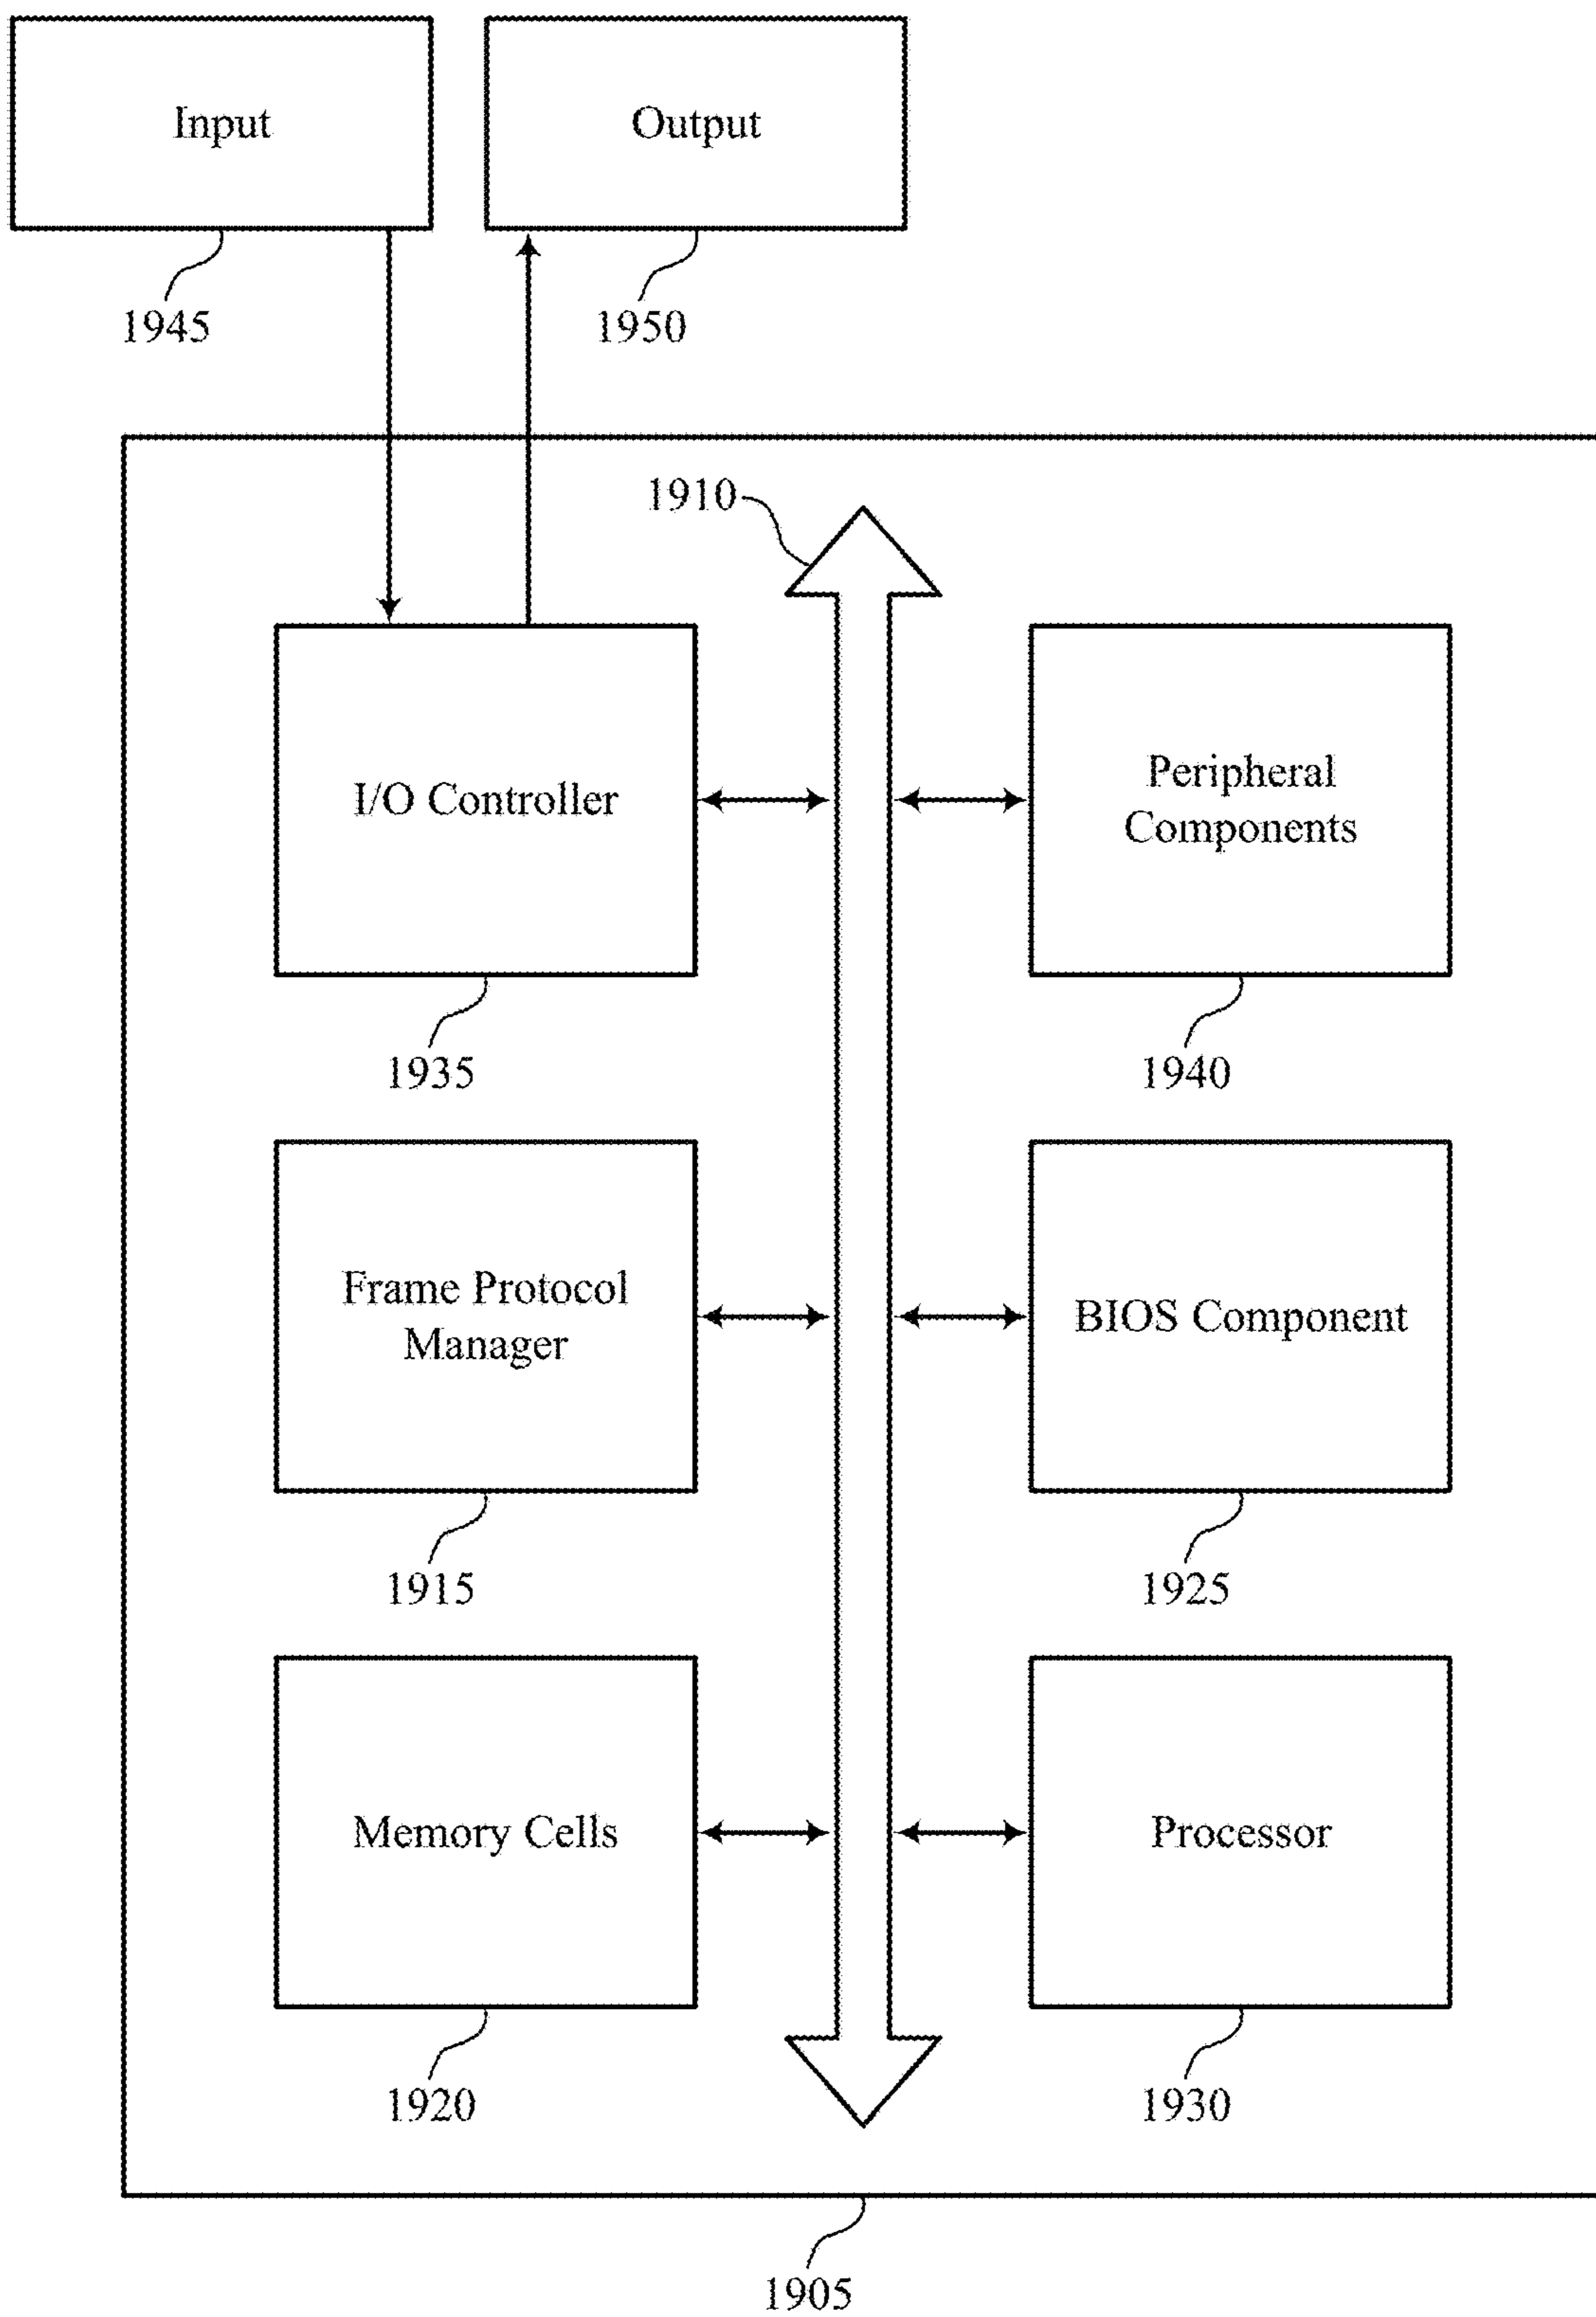 Input
Output
1945
1950
1910
I/O Controller
Peripheral
Components
1935
1940
Frame Protocol
Manager
BIOS Component
1915
1925
Memory Cells
Processor
1920
1930
1905